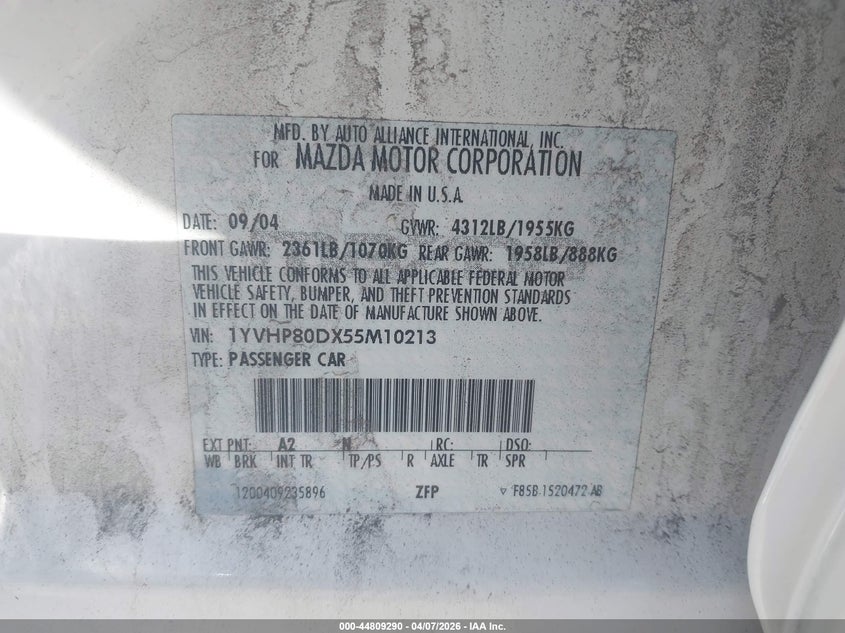 MFD. BY AUTO ALLIANCE INTERNATIONAL, INC.
FOR MAZDA MOTOR CORPORATION
MADE IN U.S.A.
DATE: 09/04 GVWR: 4312LB/1955KG
FRONT GAWR: 2361LB/1070KG REAR GAWR: 1958LB/888KG
THIS VEHICLE CONFORMS TO ALL APPLICABLE FEDERAL MOTOR
VEHICLE SAFETY, BUMPER, AND THEFT PREVENTION STANDARDS
IN EFFECT ON THE DATE OF MANUFACTURE SHOWN ABOVE.
VIN: 1YVHP80DX55M10213
TYPE: PASSENGER CAR
EXT PNT: A2 N RC: DSO:
WB BRK INT TR TP/PS R AXLE TR SPR
1200409235896 ZFP F85B 1520472 AB
000-44809290 - 04/07/2026 - IAA Inc.